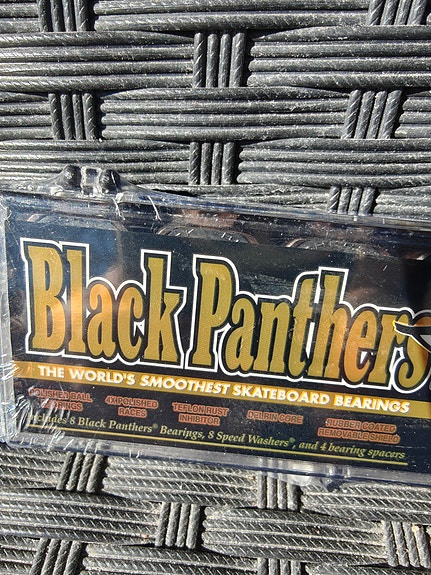 Black Panthers
THE WORLD'S SMOOTHEST SKATEBOARD BEARINGS
POLISHED BALL 4X POLISHED TEFLON RUST DELRIN CORE RUBBER COATED
RACES INHIBITOR REMOVABLE SHIELD
8 Black Panthers® Bearings, 8 Speed Washers®, and 4 bearing spacers